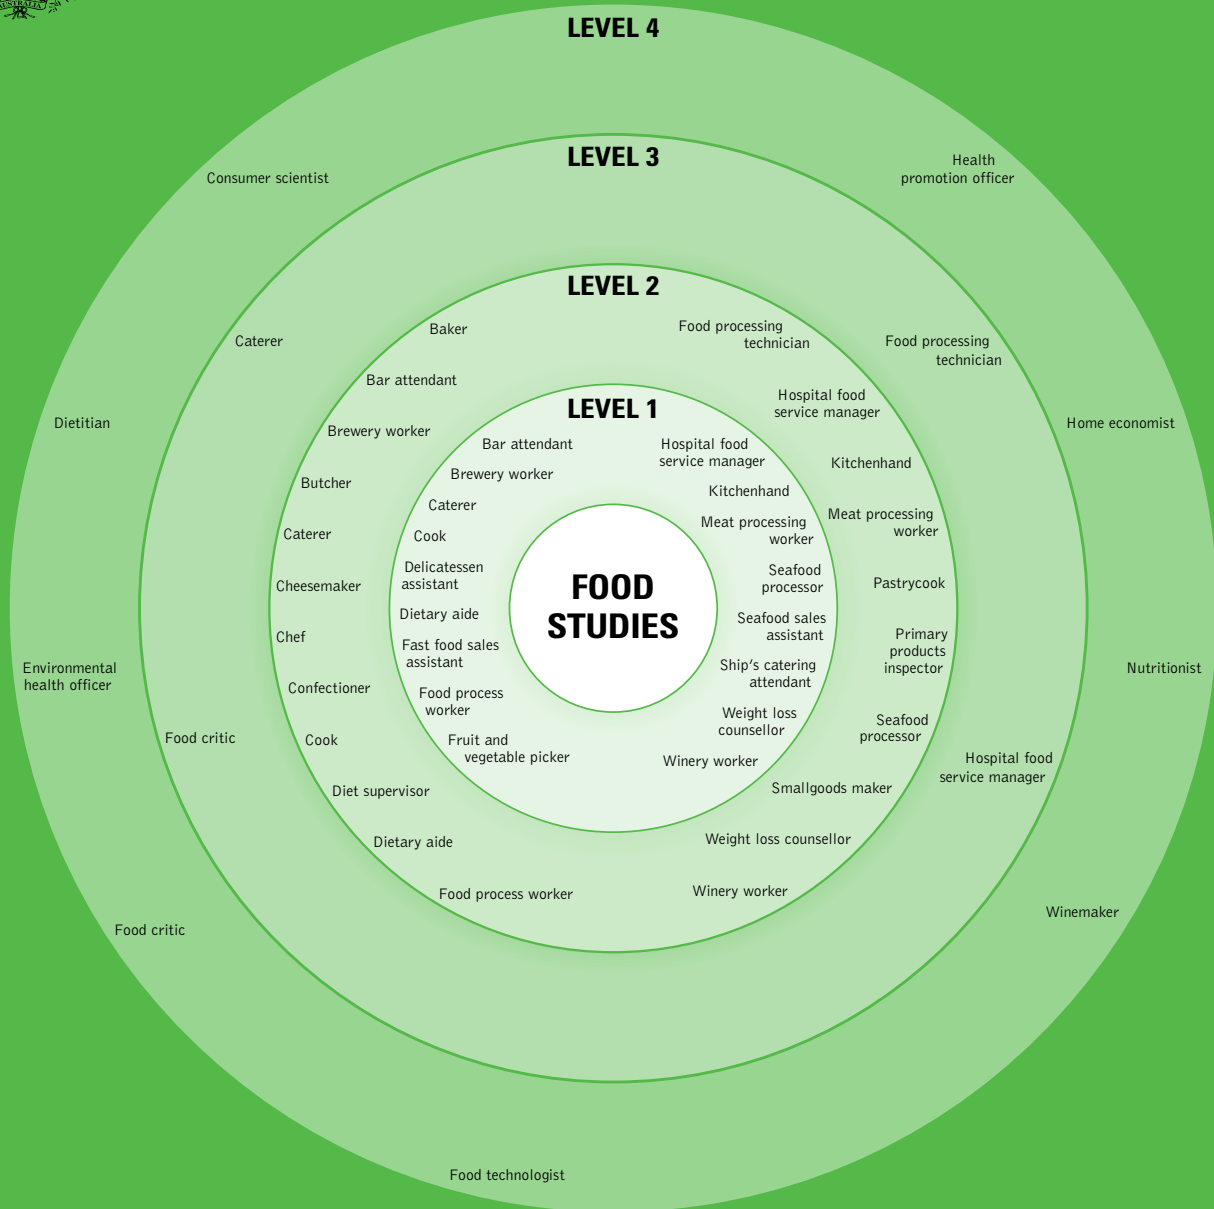 AUSTRALIA
LEVEL 4
Consumer scientist
Health
promotion officer
Dietitian
Home economist
Environmental
health officer
Nutritionist
Food critic
Winemaker
Food technologist
LEVEL 3
Caterer
Food processing
technician
Food critic
Hospital food
service manager
LEVEL 2
Baker
Bar attendant
Brewery worker
Butcher
Caterer
Cheesemaker
Chef
Confectioner
Cook
Diet supervisor
Dietary aide
Food process worker
Food processing
technician
Hospital food
service manager
Kitchenhand
Meat processing
worker
Pastrycook
Primary
products
inspector
Seafood
processor
Smallgoods maker
Weight loss counsellor
Winery worker
LEVEL 1
Bar attendant
Brewery worker
Caterer
Cook
Delicatessen
assistant
Dietary aide
Fast food sales
assistant
Food process
worker
Fruit and
vegetable picker
Hospital food
service manager
Kitchenhand
Meat processing
worker
Seafood
processor
Seafood sales
assistant
Ship's catering
attendant
Weight loss
counsellor
Winery worker
FOOD
STUDIES